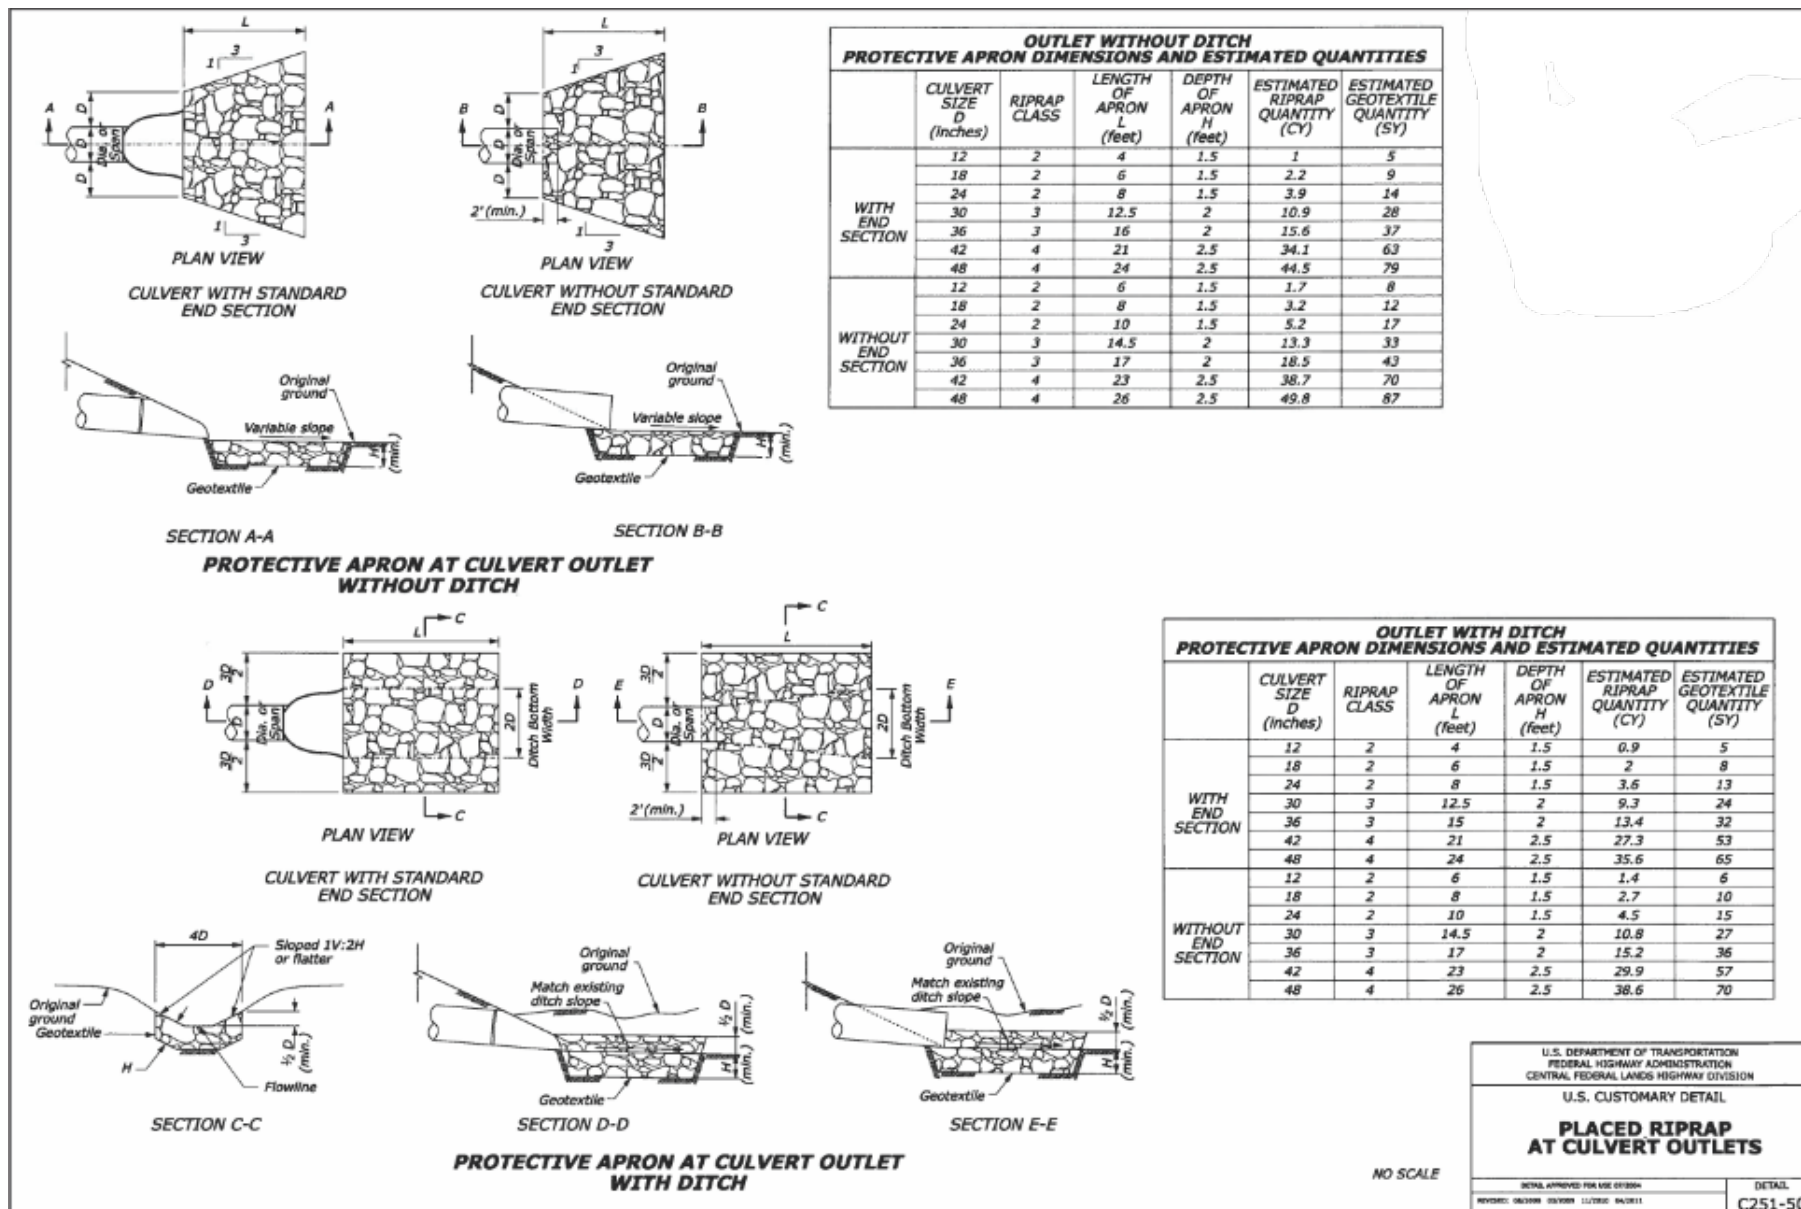 L
1
3
A
A
D
D
D
Dia. or
Span
1
3
PLAN VIEW
CULVERT WITH STANDARD
END SECTION
L
1
3
B
B
D
D
D
Dia. or
Span
2' (min.)
1
3
PLAN VIEW
CULVERT WITHOUT STANDARD
END SECTION
OUTLET WITHOUT DITCH
PROTECTIVE APRON DIMENSIONS AND ESTIMATED QUANTITIES
CULVERT SIZE D (inches) RIPRAP CLASS LENGTH OF APRON L (feet) DEPTH OF APRON H (feet) ESTIMATED RIPRAP QUANTITY (CY) ESTIMATED GEOTEXTILE QUANTITY (SY)
WITH END SECTION
12 2 4 1.5 1 5
18 2 6 1.5 2.2 9
24 2 8 1.5 3.9 14
30 3 12.5 2 10.9 28
36 3 16 2 15.6 37
42 4 21 2.5 34.1 63
48 4 24 2.5 44.5 79
WITHOUT END SECTION
12 2 6 1.5 1.7 8
18 2 8 1.5 3.2 12
24 2 10 1.5 5.2 17
30 3 14.5 2 13.3 33
36 3 17 2 18.5 43
42 4 23 2.5 38.7 70
48 4 26 2.5 49.8 87
Original
ground
Variable slope
H
(min.)
Geotextile
SECTION A-A
Original
ground
Variable slope
H
(min.)
Geotextile
SECTION B-B
PROTECTIVE APRON AT CULVERT OUTLET
WITHOUT DITCH
C
L
3D
2
D
D
D
Dia. or
Span
3D
2
2D
Ditch Bottom
Width
C
PLAN VIEW
CULVERT WITH STANDARD
END SECTION
C
L
3D
2
E
E
D
Dia. or
Span
3D
2
2D
Ditch Bottom
Width
2' (min.)
C
PLAN VIEW
CULVERT WITHOUT STANDARD
END SECTION
OUTLET WITH DITCH
PROTECTIVE APRON DIMENSIONS AND ESTIMATED QUANTITIES
CULVERT SIZE D (inches) RIPRAP CLASS LENGTH OF APRON L (feet) DEPTH OF APRON H (feet) ESTIMATED RIPRAP QUANTITY (CY) ESTIMATED GEOTEXTILE QUANTITY (SY)
WITH END SECTION
12 2 4 1.5 0.9 5
18 2 6 1.5 2 8
24 2 8 1.5 3.6 13
30 3 12.5 2 9.3 24
36 3 15 2 13.4 32
42 4 21 2.5 27.3 53
48 4 24 2.5 35.6 65
WITHOUT END SECTION
12 2 6 1.5 1.4 6
18 2 8 1.5 2.7 10
24 2 10 1.5 4.5 15
30 3 14.5 2 10.8 27
36 3 17 2 15.2 36
42 4 23 2.5 29.9 57
48 4 26 2.5 38.6 70
4D
Sloped 1V:2H
or flatter
Original
ground
Geotextile
H
½ D
(min.)
Flowline
SECTION C-C
Original
ground
Match existing
ditch slope
½ D
(min.)
H
(min.)
Geotextile
SECTION D-D
Original
ground
Match existing
ditch slope
½ D
(min.)
H
(min.)
Geotextile
SECTION E-E
PROTECTIVE APRON AT CULVERT OUTLET
WITH DITCH
NO SCALE
U.S. DEPARTMENT OF TRANSPORTATION
FEDERAL HIGHWAY ADMINISTRATION
CENTRAL FEDERAL LANDS HIGHWAY DIVISION
U.S. CUSTOMARY DETAIL
PLACED RIPRAP
AT CULVERT OUTLETS
DETAIL APPROVED FOR USE
REVISED: 11/2010 04/2011
DETAIL
C251-50